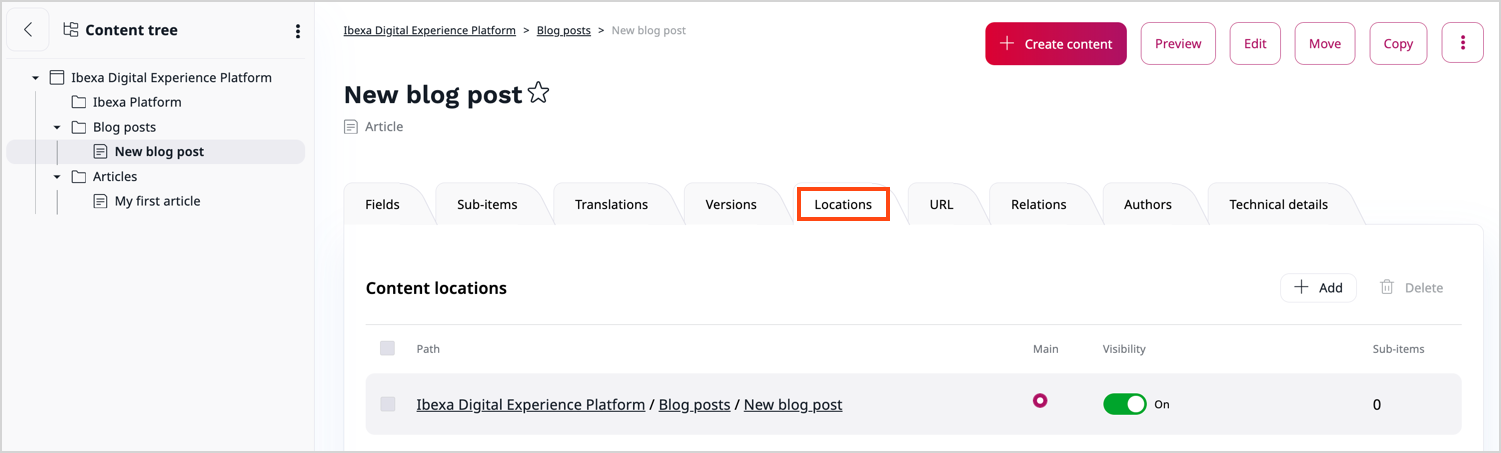 Content tree
Ibexa Digital Experience Platform
Ibexa Platform
Blog posts
New blog post
Articles
My first article
Ibexa Digital Experience Platform > Blog posts > New blog post
Create content Preview Edit Move Copy
New blog post
Article
Fields Sub-items Translations Versions Locations URL Relations Authors Technical details
Content locations Add Delete
Path Main Visibility Sub-items
Ibexa Digital Experience Platform / Blog posts / New blog post On 0